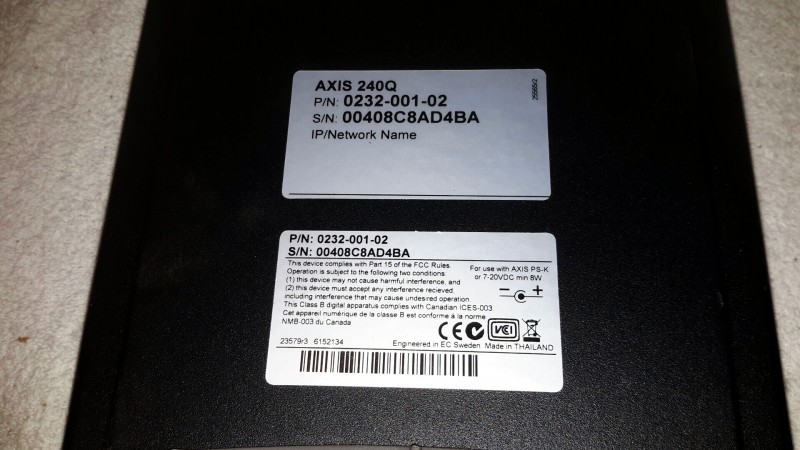 AXIS 240Q
P/N: 0232-001-02
S/N: 00408C8AD4BA
IP/Network Name
25565r2
P/N: 0232-001-02
S/N: 00408C8AD4BA
This device complies with Part 15 of the FCC Rules.
Operation is subject to the following two conditions
(1) this device may not cause harmful interference, and
(2) this device must accept any interference recieved,
including interference that may cause undesired operation.
This Class B digital apparatus complies with Canadian ICES-003
Cet appareil numérique de la classe B est conforme à la norme
NMB-003 du Canada
For use with AXIS PS-K
or 7-20VDC min 8W
- +
CE C N VCI
23579r3 6152134
Engineered in EC Sweden Made in THAILAND